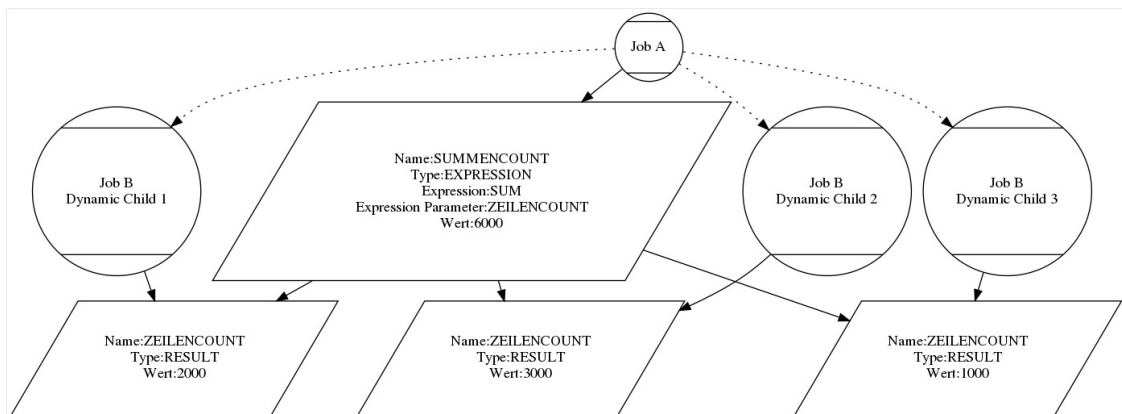 Job A
Job B
Dynamic Child 1
Name:SUMMENCOUNT
Type:EXPRESSION
Expression:SUM
Expression Parameter:ZEILENCOUNT
Wert:6000
Job B
Dynamic Child 2
Job B
Dynamic Child 3
Name:ZEILENCOUNT
Type:RESULT
Wert:2000
Name:ZEILENCOUNT
Type:RESULT
Wert:3000
Name:ZEILENCOUNT
Type:RESULT
Wert:1000